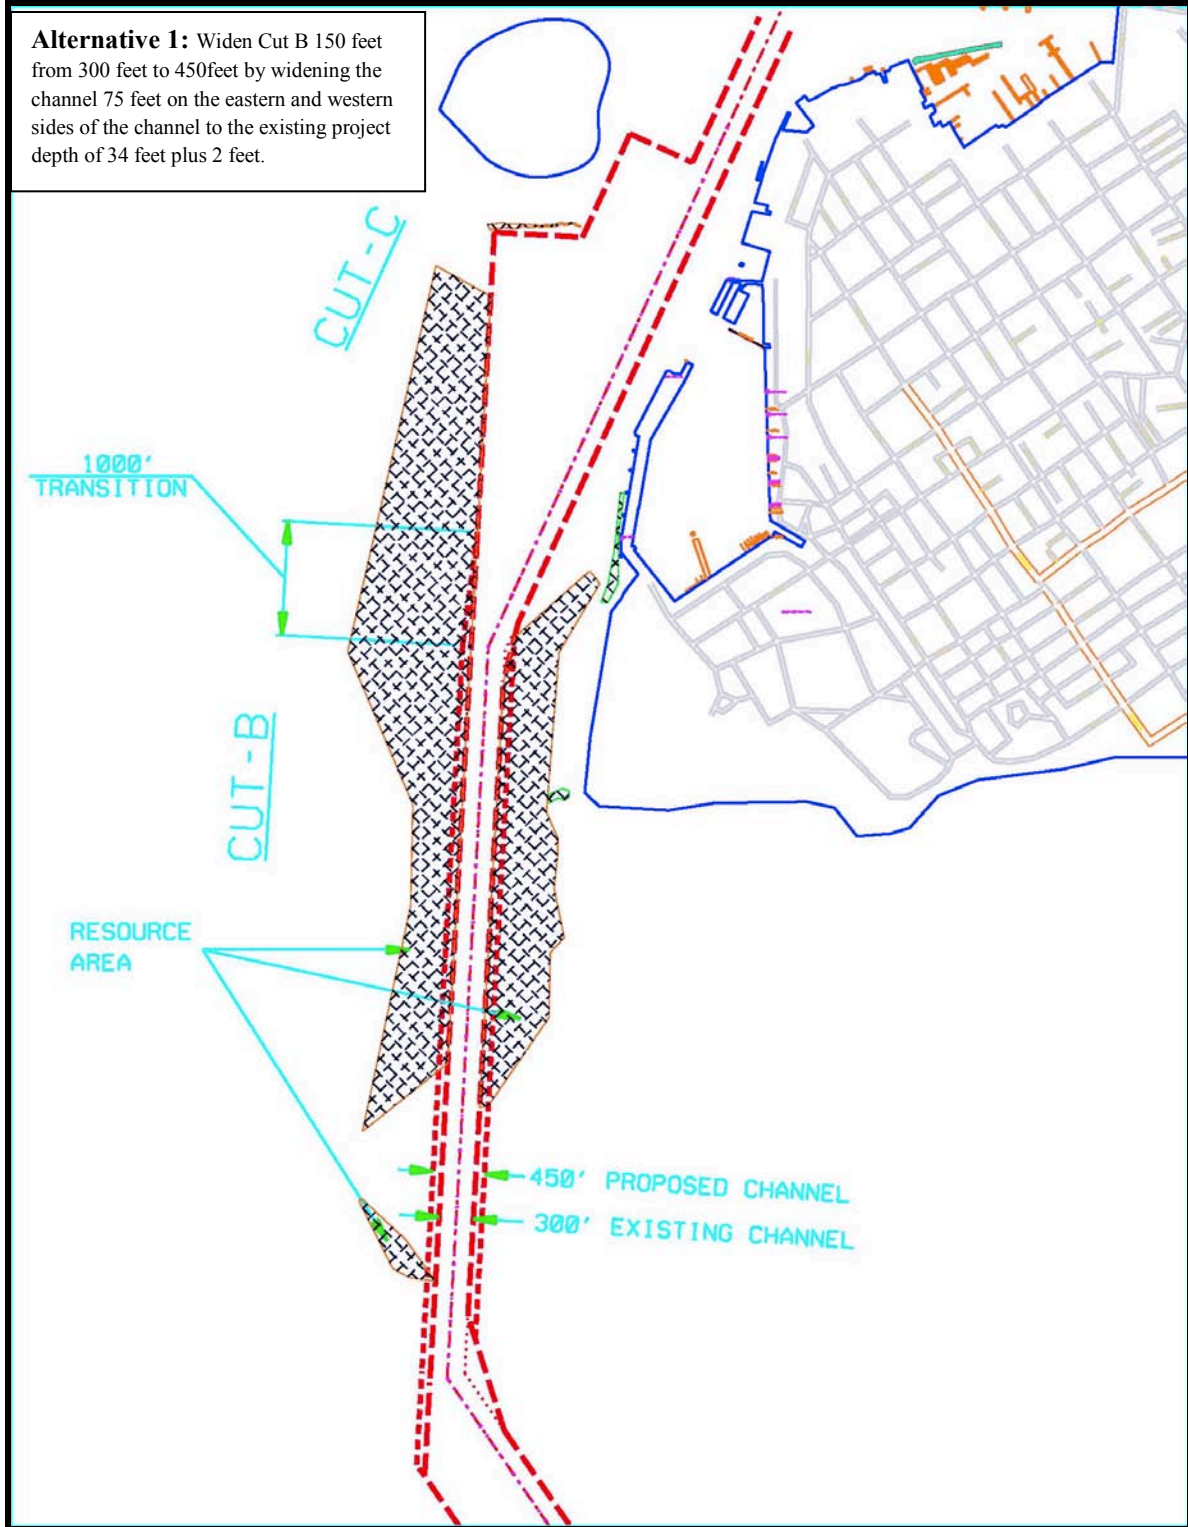 Alternative 1: Widen Cut B 150 feet
from 300 feet to 450feet by widening the
channel 75 feet on the eastern and western
sides of the channel to the existing project
depth of 34 feet plus 2 feet.
CUT-C
1000'
TRANSITION
CUT-B
RESOURCE
AREA
450' PROPOSED CHANNEL
300' EXISTING CHANNEL